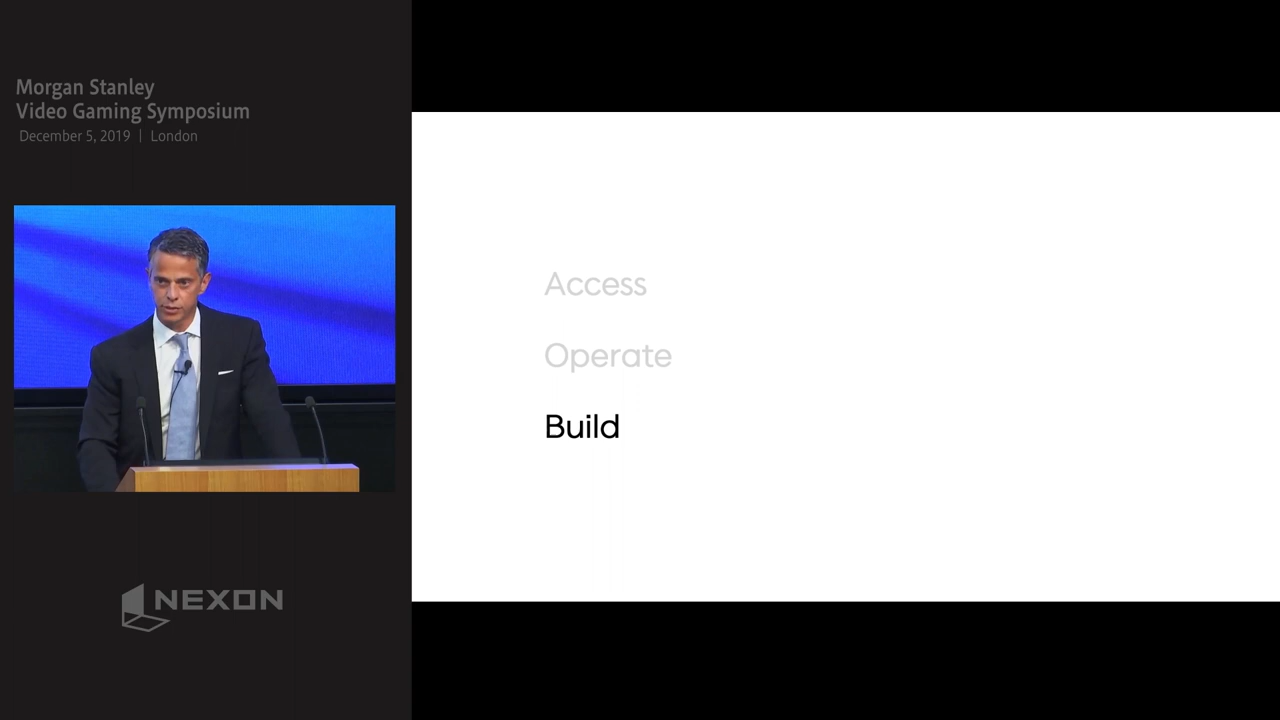 Morgan Stanley
Video Gaming Symposium
December 5, 2019 | London
Access
Operate
Build
NEXON